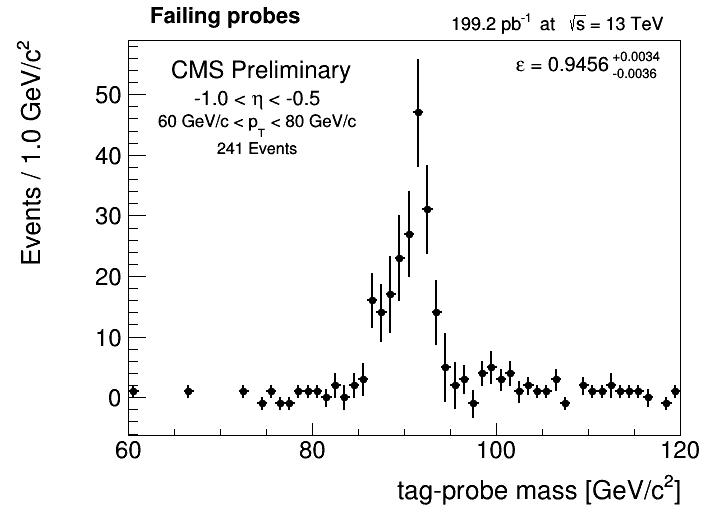 Failing probes
199.2 pb⁻¹ at √s = 13 TeV
CMS Preliminary
-1.0 < η < -0.5
60 GeV/c < p_T < 80 GeV/c
241 Events
ε = 0.9456 +0.0034 -0.0036
Events / 1.0 GeV/c²
50
40
30
20
10
0
60 80 100 120
tag-probe mass [GeV/c²]